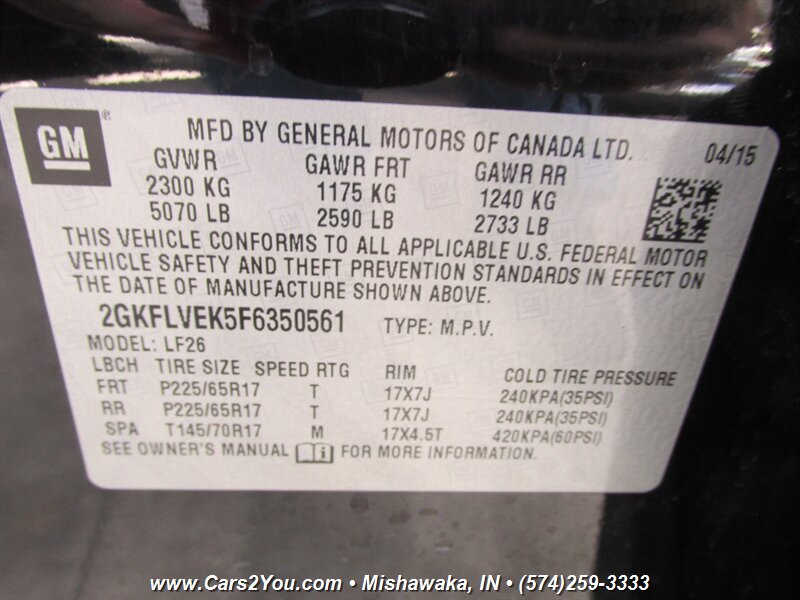 GM ®
MFD BY GENERAL MOTORS OF CANADA LTD. 04/15
GVWR GAWR FRT GAWR RR
2300 KG 1175 KG 1240 KG
5070 LB 2590 LB 2733 LB
THIS VEHICLE CONFORMS TO ALL APPLICABLE U.S. FEDERAL MOTOR
VEHICLE SAFETY AND THEFT PREVENTION STANDARDS IN EFFECT ON
THE DATE OF MANUFACTURE SHOWN ABOVE.
2GKFLVEK5F6350561 TYPE: M.P.V.
MODEL: LF26
LBCH TIRE SIZE SPEED RTG RIM COLD TIRE PRESSURE
FRT P225/65R17 T 17X7J 240KPA(35PSI)
RR P225/65R17 T 17X7J 240KPA(35PSI)
SPA T145/70R17 M 17X4.5T 420KPA(60PSI)
SEE OWNER'S MANUAL FOR MORE INFORMATION.
www.Cars2You.com • Mishawaka, IN • (574)259-3333